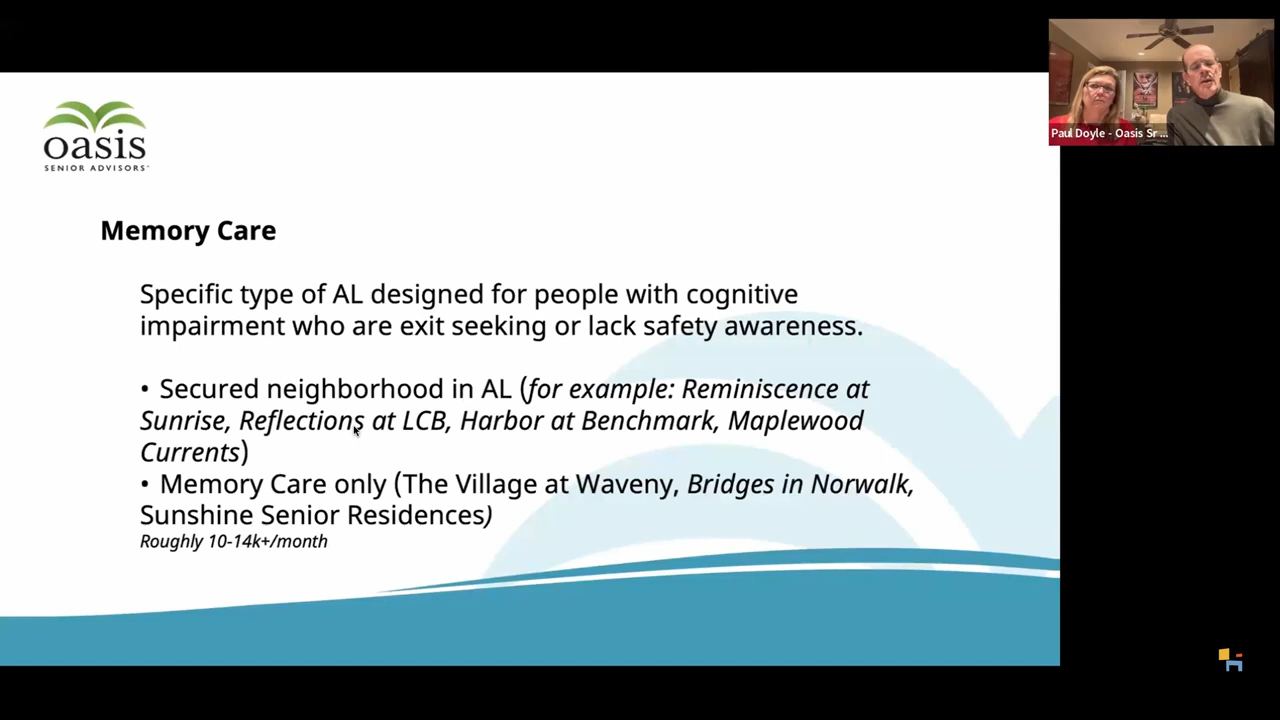 oasis
SENIOR ADVISORS
Memory Care
Specific type of AL designed for people with cognitive
impairment who are exit seeking or lack safety awareness.
• Secured neighborhood in AL (for example: Reminiscence at
Sunrise, Reflections at LCB, Harbor at Benchmark, Maplewood
Currents)
• Memory Care only (The Village at Waveny, Bridges in Norwalk,
Sunshine Senior Residences)
Roughly 10-14k+/month
Paul Doyle - Oasis Sr ...